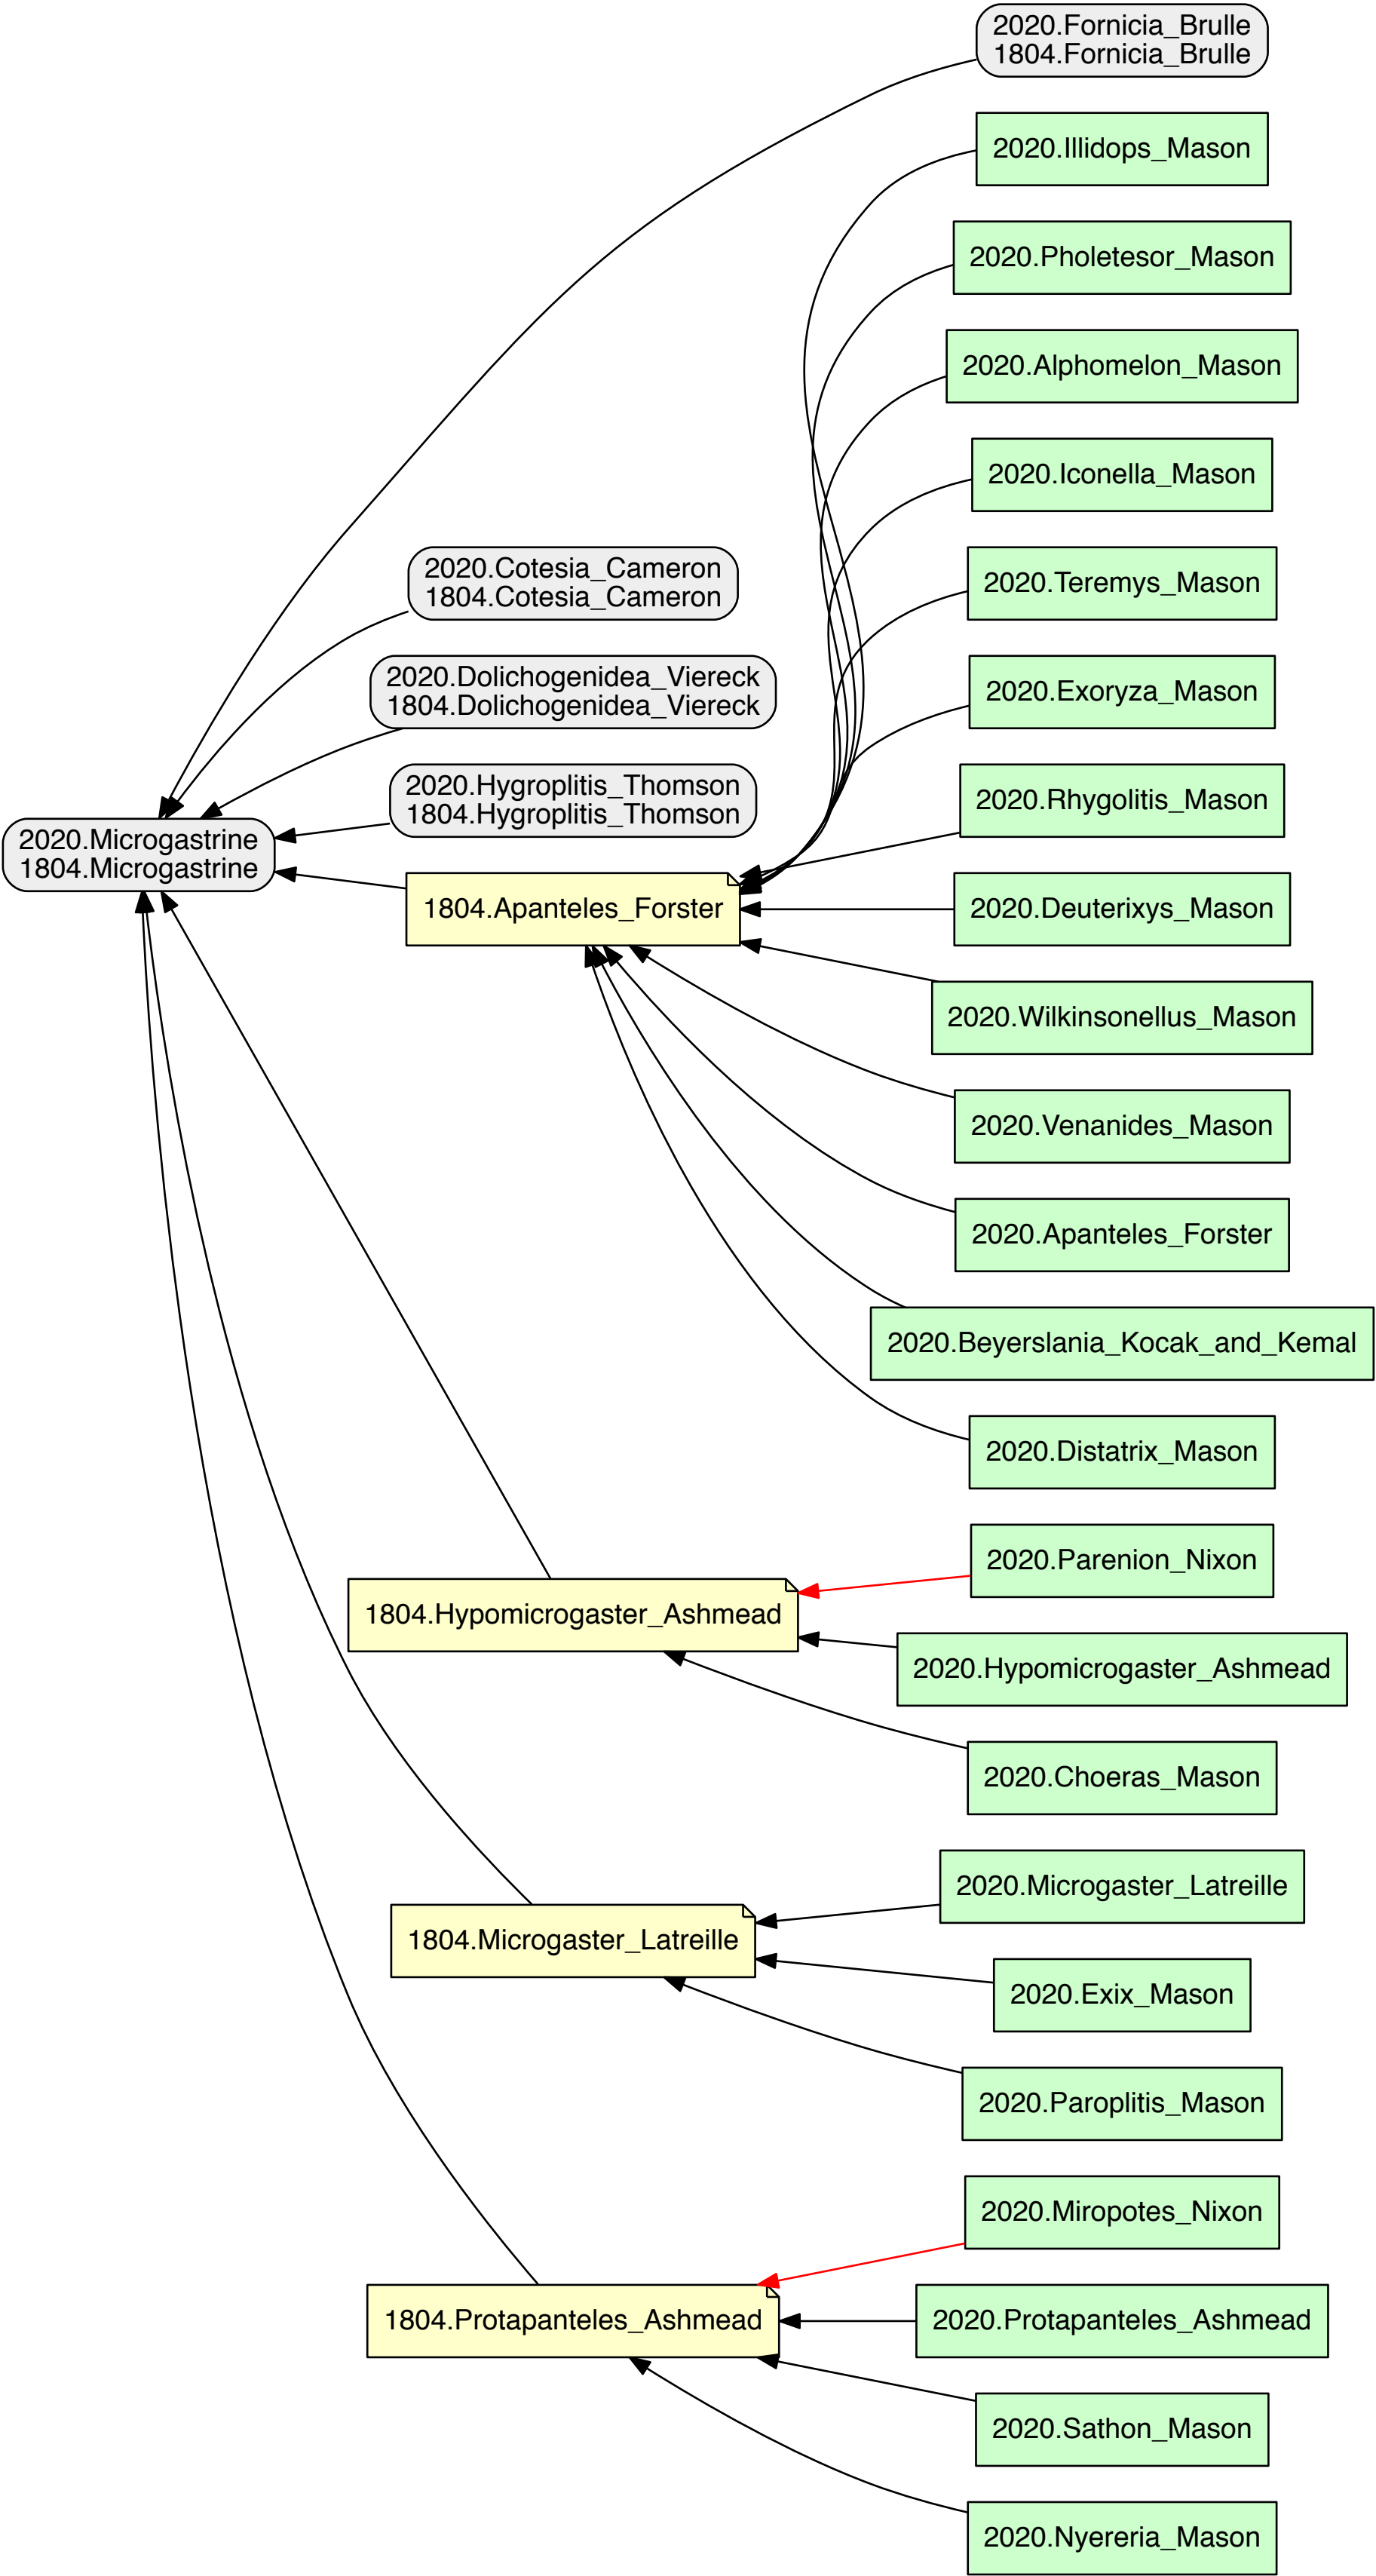 2020.Fornicia_Brulle
1804.Fornicia_Brulle
2020.Illidops_Mason
2020.Pholetesor_Mason
2020.Alphomelon_Mason
2020.Iconella_Mason
2020.Cotesia_Cameron
1804.Cotesia_Cameron
2020.Teremys_Mason
2020.Dolichogenidea_Viereck
1804.Dolichogenidea_Viereck
2020.Exoryza_Mason
2020.Hygroplitis_Thomson
1804.Hygroplitis_Thomson
2020.Rhygolitis_Mason
2020.Microgastrine
1804.Microgastrine
1804.Apanteles_Forster
2020.Deuterixys_Mason
2020.Wilkinsonellus_Mason
2020.Venanides_Mason
2020.Apanteles_Forster
2020.Beyerslania_Kocak_and_Kemal
2020.Distatrix_Mason
2020.Parenion_Nixon
1804.Hypomicrogaster_Ashmead
2020.Hypomicrogaster_Ashmead
2020.Choeras_Mason
2020.Microgaster_Latreille
1804.Microgaster_Latreille
2020.Exix_Mason
2020.Paroplitis_Mason
2020.Miropotes_Nixon
1804.Protapanteles_Ashmead
2020.Protapanteles_Ashmead
2020.Sathon_Mason
2020.Nyereria_Mason